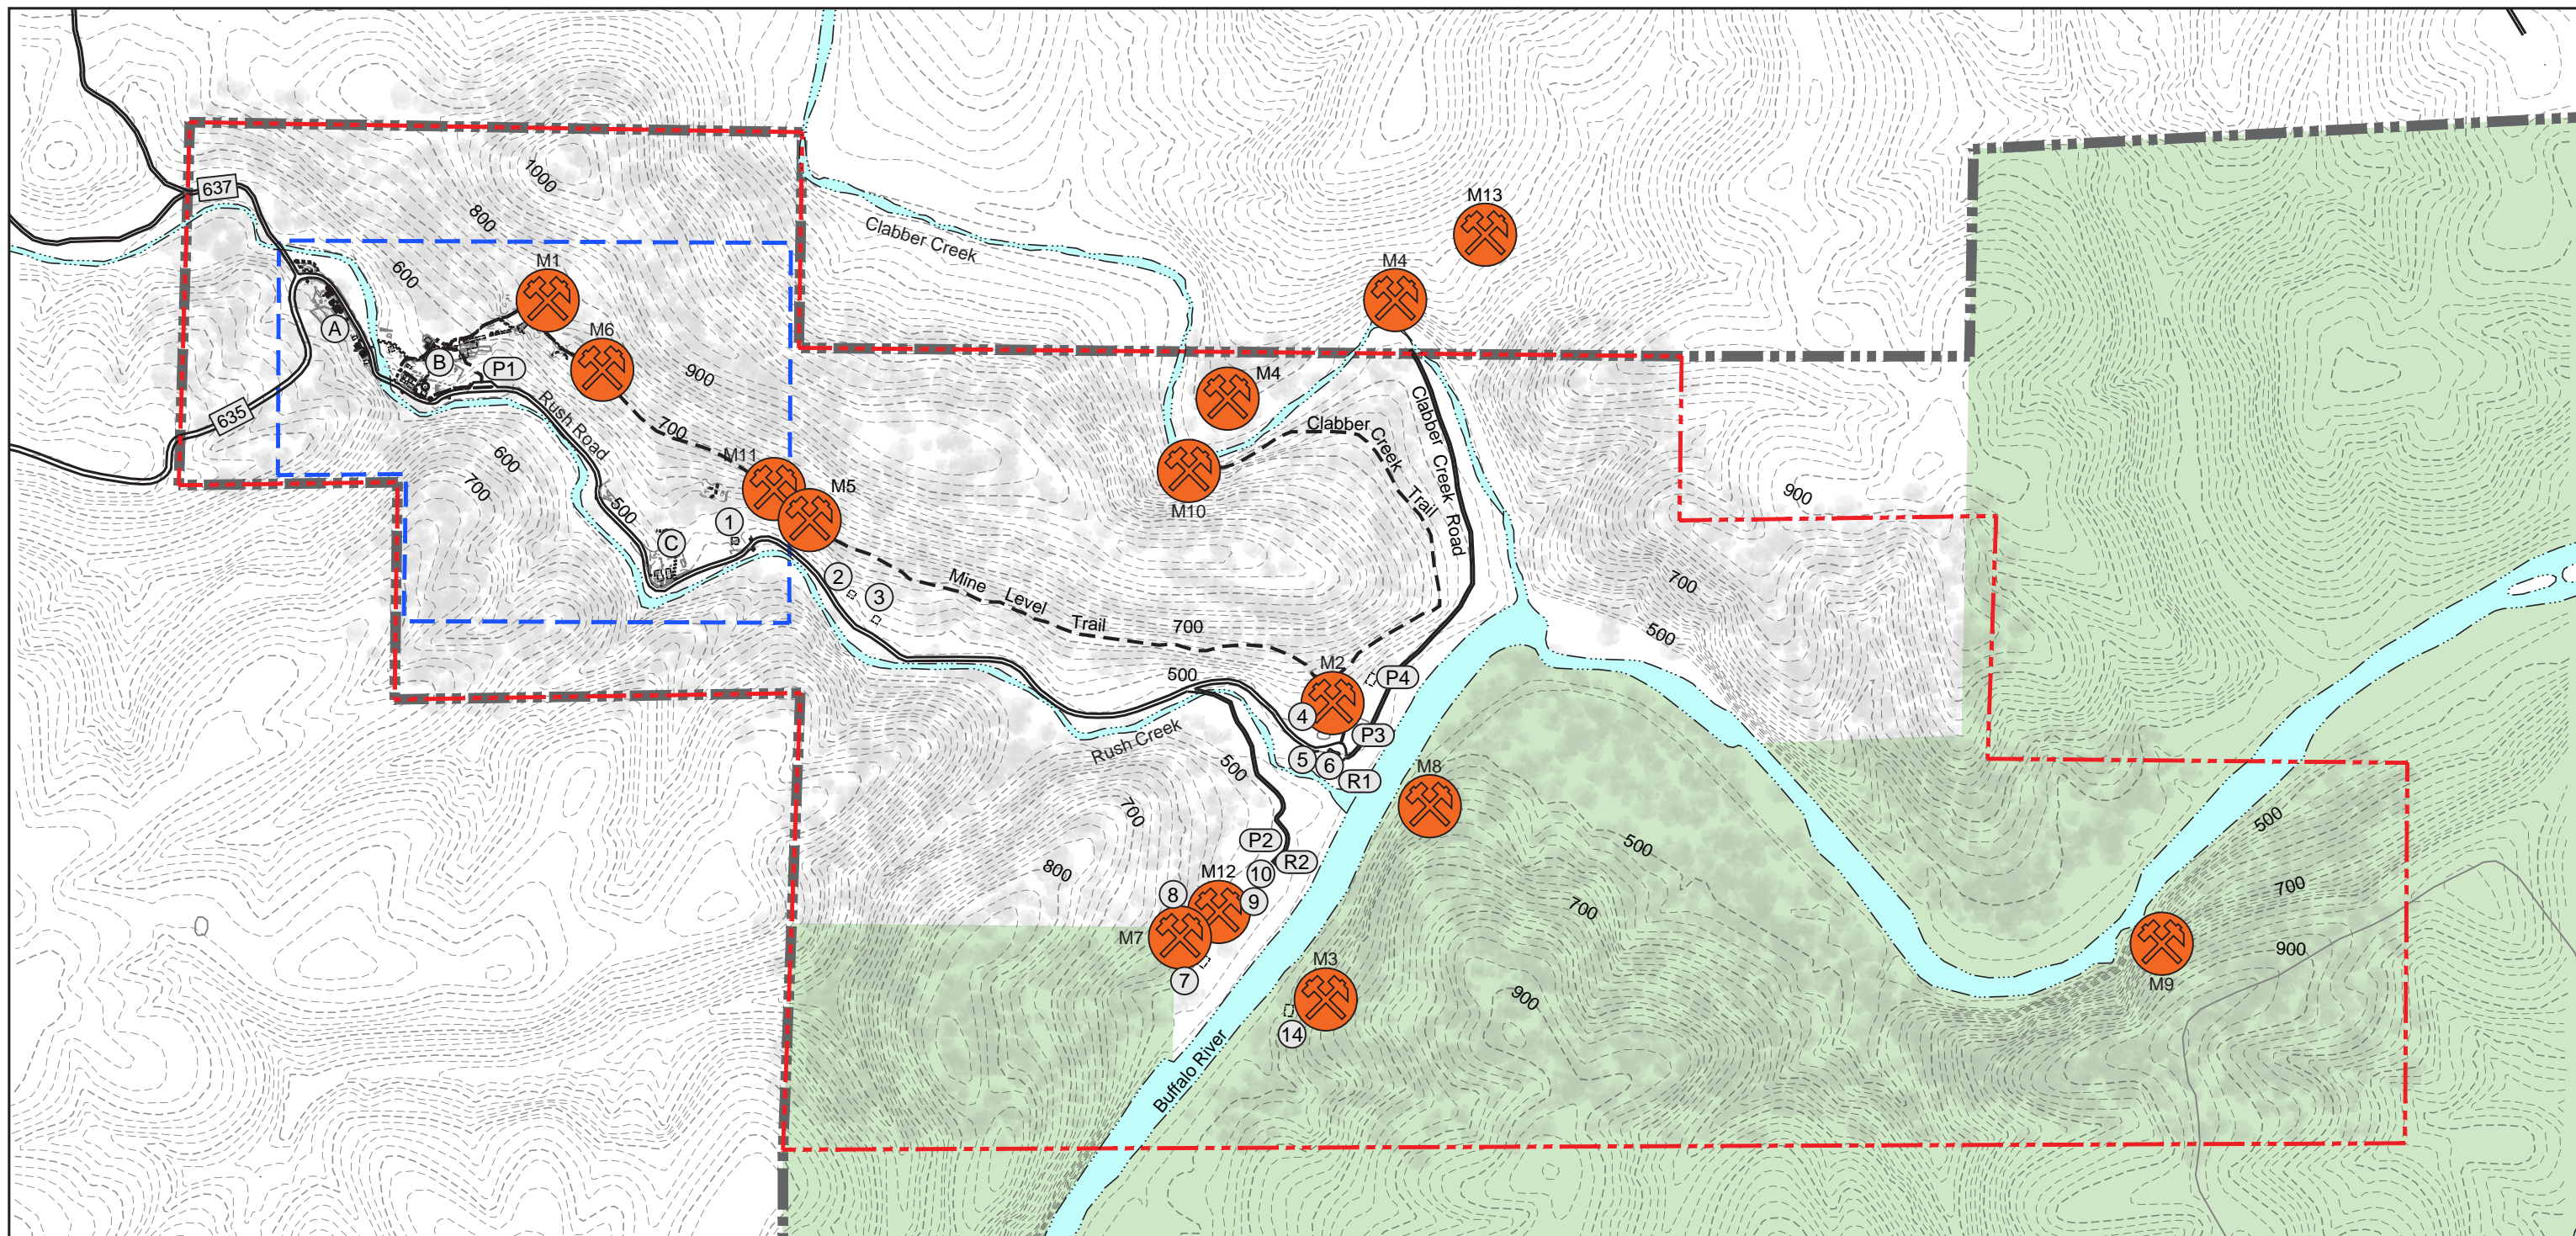 1000
637
M13
800
Clabber Creek
M1
M4
600
A
M6
B
P1
900
M4
635
Rush Road
700
Clabber
Creek
Trail
Clabber Creek Road
600
M11
700
M5
M10
900
500
1
C
2
3
Mine
Level
Trail
700
700
500
M2
500
P4
4
P3
Rush Creek
5
6
R1
M8
500
700
P2
500
500
R2
800
M12
10
8
9
700
700
M7
900
M3
7
900
M9
14
Buffalo River